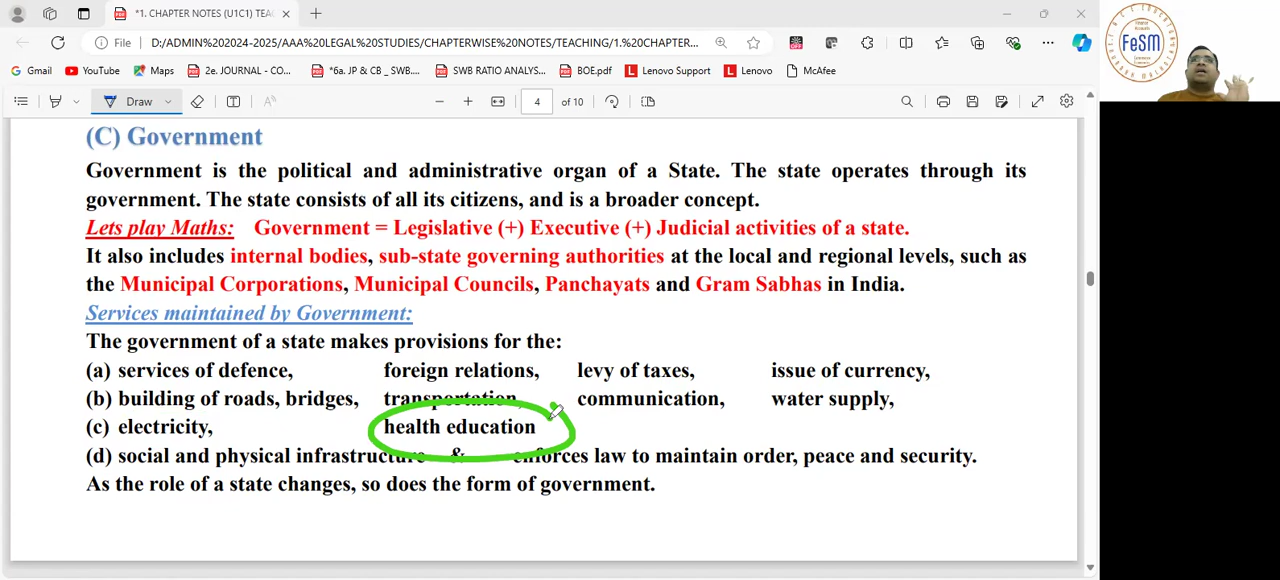 *1. CHAPTER NOTES (U1C1) TEA
File
D:/ADMIN%202024-2025/AAA%20LEGAL%20STUDIES/CHAPTERWISE%20NOTES/TEACHING/1.%20CHAPTER...
Gmail YouTube Maps 2e. JOURNAL - CO... *6a. JP & CB _ SWB... SWB RATIO ANALYS... BOE.pdf Lenovo Support Lenovo McAfee
Draw 4 of 10
FeSM
(C) Government
Government is the political and administrative organ of a State. The state operates through its
government. The state consists of all its citizens, and is a broader concept.
Lets play Maths: Government = Legislative (+) Executive (+) Judicial activities of a state.
It also includes internal bodies, sub-state governing authorities at the local and regional levels, such as
the Municipal Corporations, Municipal Councils, Panchayats and Gram Sabhas in India.
Services maintained by Government:
The government of a state makes provisions for the:
(a) services of defence, foreign relations, levy of taxes, issue of currency,
(b) building of roads, bridges, transportation, communication, water supply,
(c) electricity, health education
(d) social and physical infrastructure & enforces law to maintain order, peace and security.
As the role of a state changes, so does the form of government.